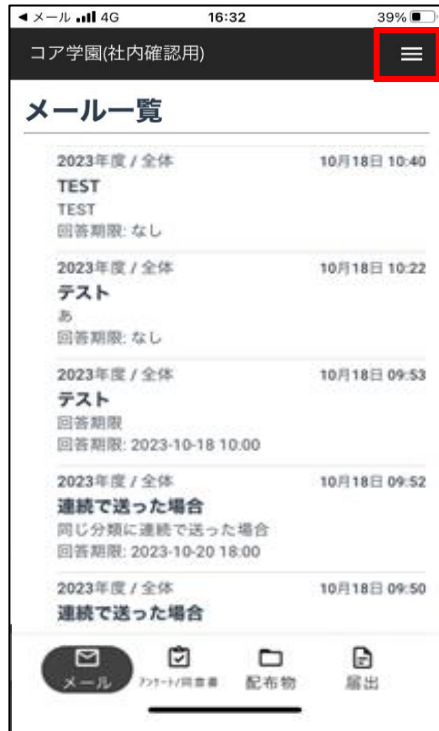 ◀ メール 4G 16:32 39%
コア学園(社内確認用)
メール一覧
2023年度 / 全体 10月18日 10:40
TEST
TEST
回答期限: なし
2023年度 / 全体 10月18日 10:22
テスト
あ
回答期限: なし
2023年度 / 全体 10月18日 09:53
テスト
回答期限
回答期限: 2023-10-18 10:00
2023年度 / 全体 10月18日 09:52
連続で送った場合
同じ分類に連続で送った場合
回答期限: 2023-10-20 18:00
2023年度 / 全体 10月18日 09:50
連続で送った場合
メール ｱﾝｹｰﾄ/同意書 配布物 届出